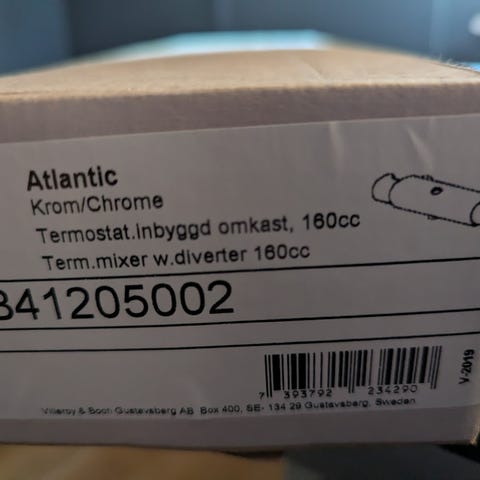 Atlantic
Krom/Chrome
Termostat.inbyggd omkast, 160cc
Term.mixer w.diverter 160cc
41205002
7 393792 234290
Villeroy & Boch Gustavsberg AB Box 400, SE- 134 29 Gustavsberg, Sweden
V-2019